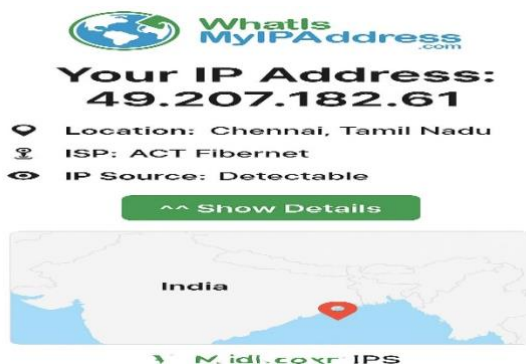 WhatIs
MyIPAddress
.com
Your IP Address:
49.207.182.61
Location: Chennai, Tamil Nadu
ISP: ACT Fibernet
IP Source: Detectable
^^ Show Details
India
IPS